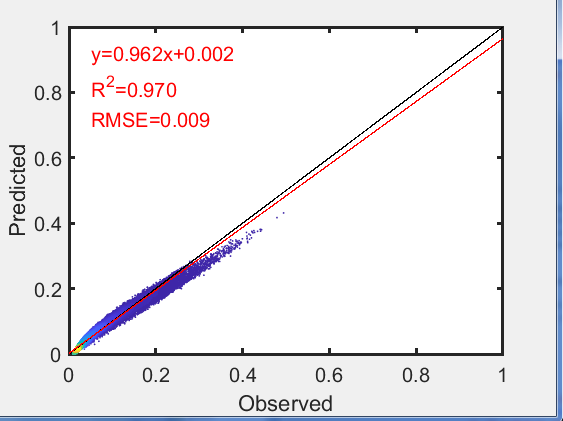 1
y=0.962x+0.002
R²=0.970
0.8
RMSE=0.009
0.6
Predicted
0.4
0.2
0
0 0.2 0.4 0.6 0.8 1
Observed